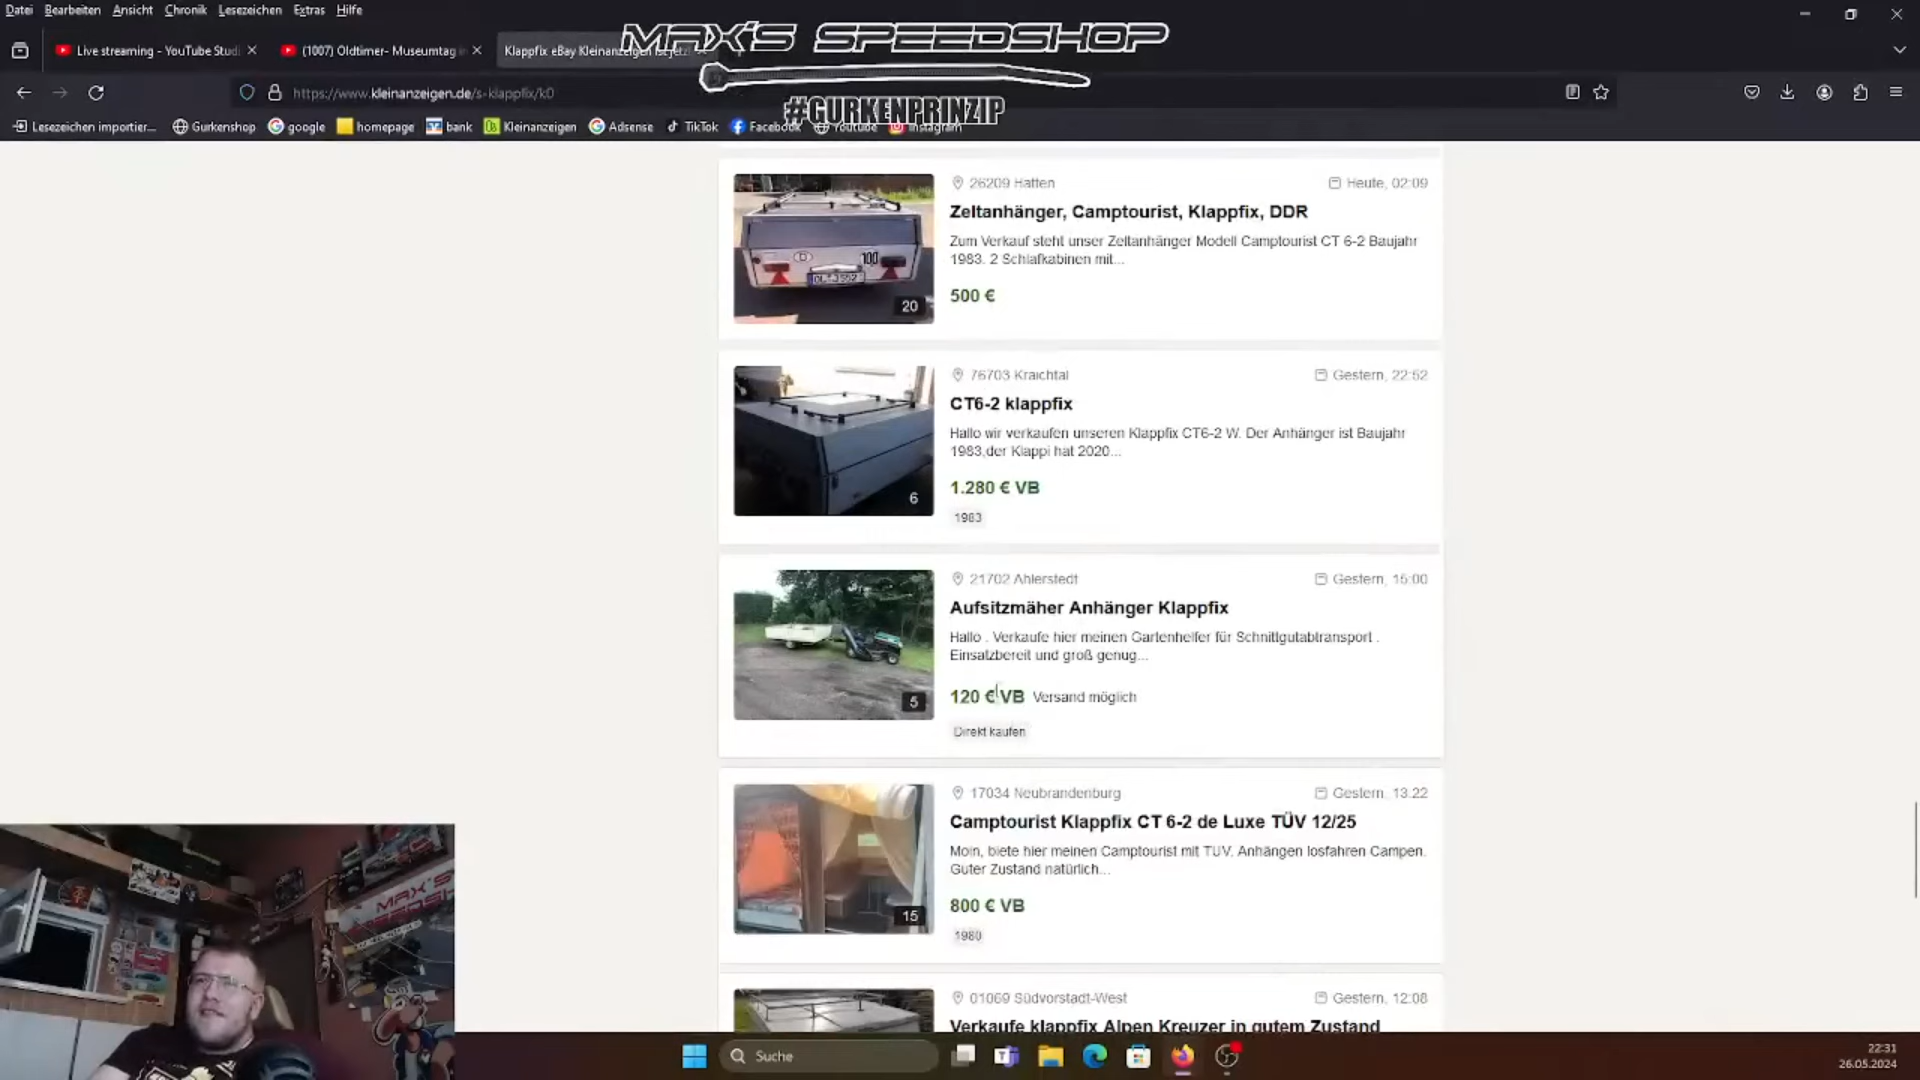 Datei Bearbeiten Ansicht Chronik Lesezeichen Extras Hilfe
MAX'S SPEEDSHOP
#GURKENPRINZIP
Live streaming - YouTube Studi
(1007) Oldtimer- Museumtag
Klappfix eBay Kleinanzeigen ist jetzt
https://www.kleinanzeigen.de/s-klappfix/k0
Lesezeichen importier... Gurkenshop google homepage bank Kleinanzeigen Adsense TikTok Facebook Youtube Instagram
26209 Hatten Heute, 02:09
Zeltanhänger, Camptourist, Klappfix, DDR
Zum Verkauf steht unser Zeltanhänger Modell Camptourist CT 6-2 Baujahr
1983. 2 Schlafkabinen mit...
500 €
100
20
76703 Kraichtal Gestern, 22:52
CT6-2 klappfix
Hallo wir verkaufen unseren Klappfix CT6-2 W. Der Anhänger ist Baujahr
1983,der Klappi hat 2020...
1.280 € VB
1983
6
21702 Ahlerstedt Gestern, 15:00
Aufsitzmäher Anhänger Klappfix
Hallo . Verkaufe hier meinen Gartenhelfer für Schnittgutabtransport .
Einsatzbereit und groß genug...
120 € VB Versand möglich
Direkt kaufen
5
17034 Neubrandenburg Gestern, 13:22
Camptourist Klappfix CT 6-2 de Luxe TÜV 12/25
Moin, biete hier meinen Camptourist mit TÜV. Anhängen losfahren Campen.
Guter Zustand natürlich...
800 € VB
1980
15
01069 Südvorstadt-West Gestern, 12:08
Verkaufe klappfix Alpen Kreuzer in gutem Zustand
MAX'S
SPEEDSHOP
Suche
22:31
26.05.2024